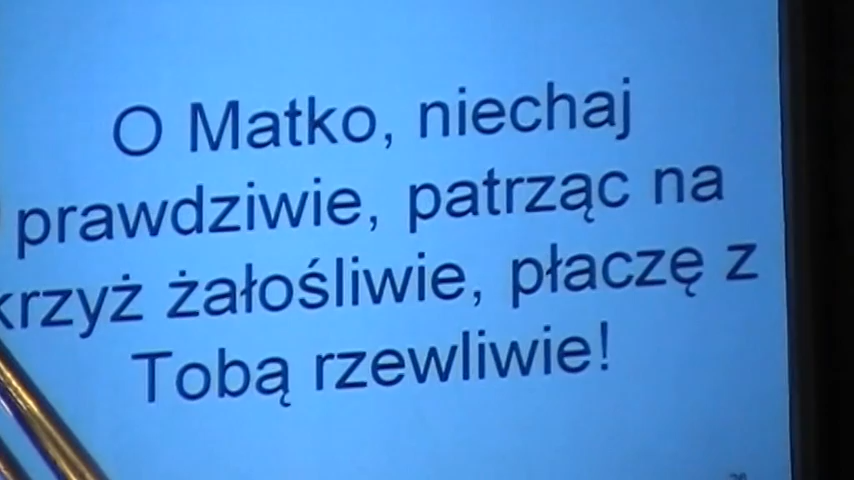 O Matko, niechaj
prawdziwie, patrząc na
krzyż żałośliwie, płaczę z
Tobą rzewliwie!